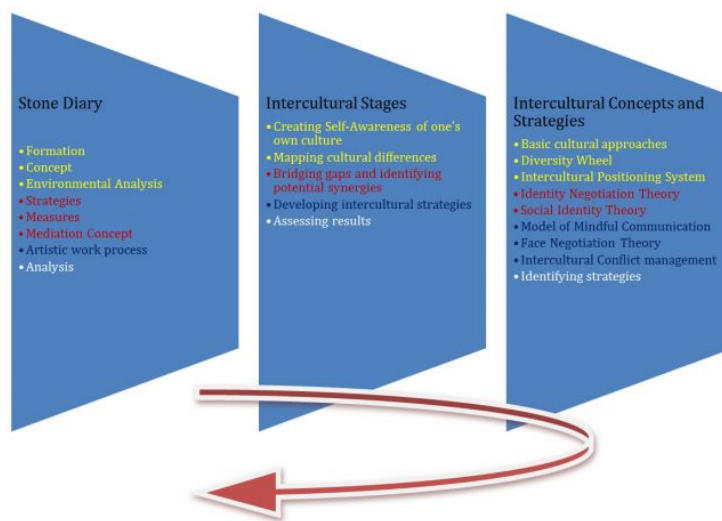 Stone Diary
•Formation
•Concept
•Environmental Analysis
•Strategies
•Measures
•Mediation Concept
•Artistic work process
•Analysis
Intercultural Stages
•Creating Self-Awareness of one's
own culture
•Mapping cultural differences
•Bridging gaps and identifying
potential synergies
•Developing intercultural strategies
•Assessing results
Intercultural Concepts and
Strategies
•Basic cultural approaches
•Diversity Wheel
•Intercultural Positioning System
•Identity Negotiation Theory
•Social Identity Theory
•Model of Mindful Communication
•Face Negotiation Theory
•Intercultural Conflict management
•Identifying strategies